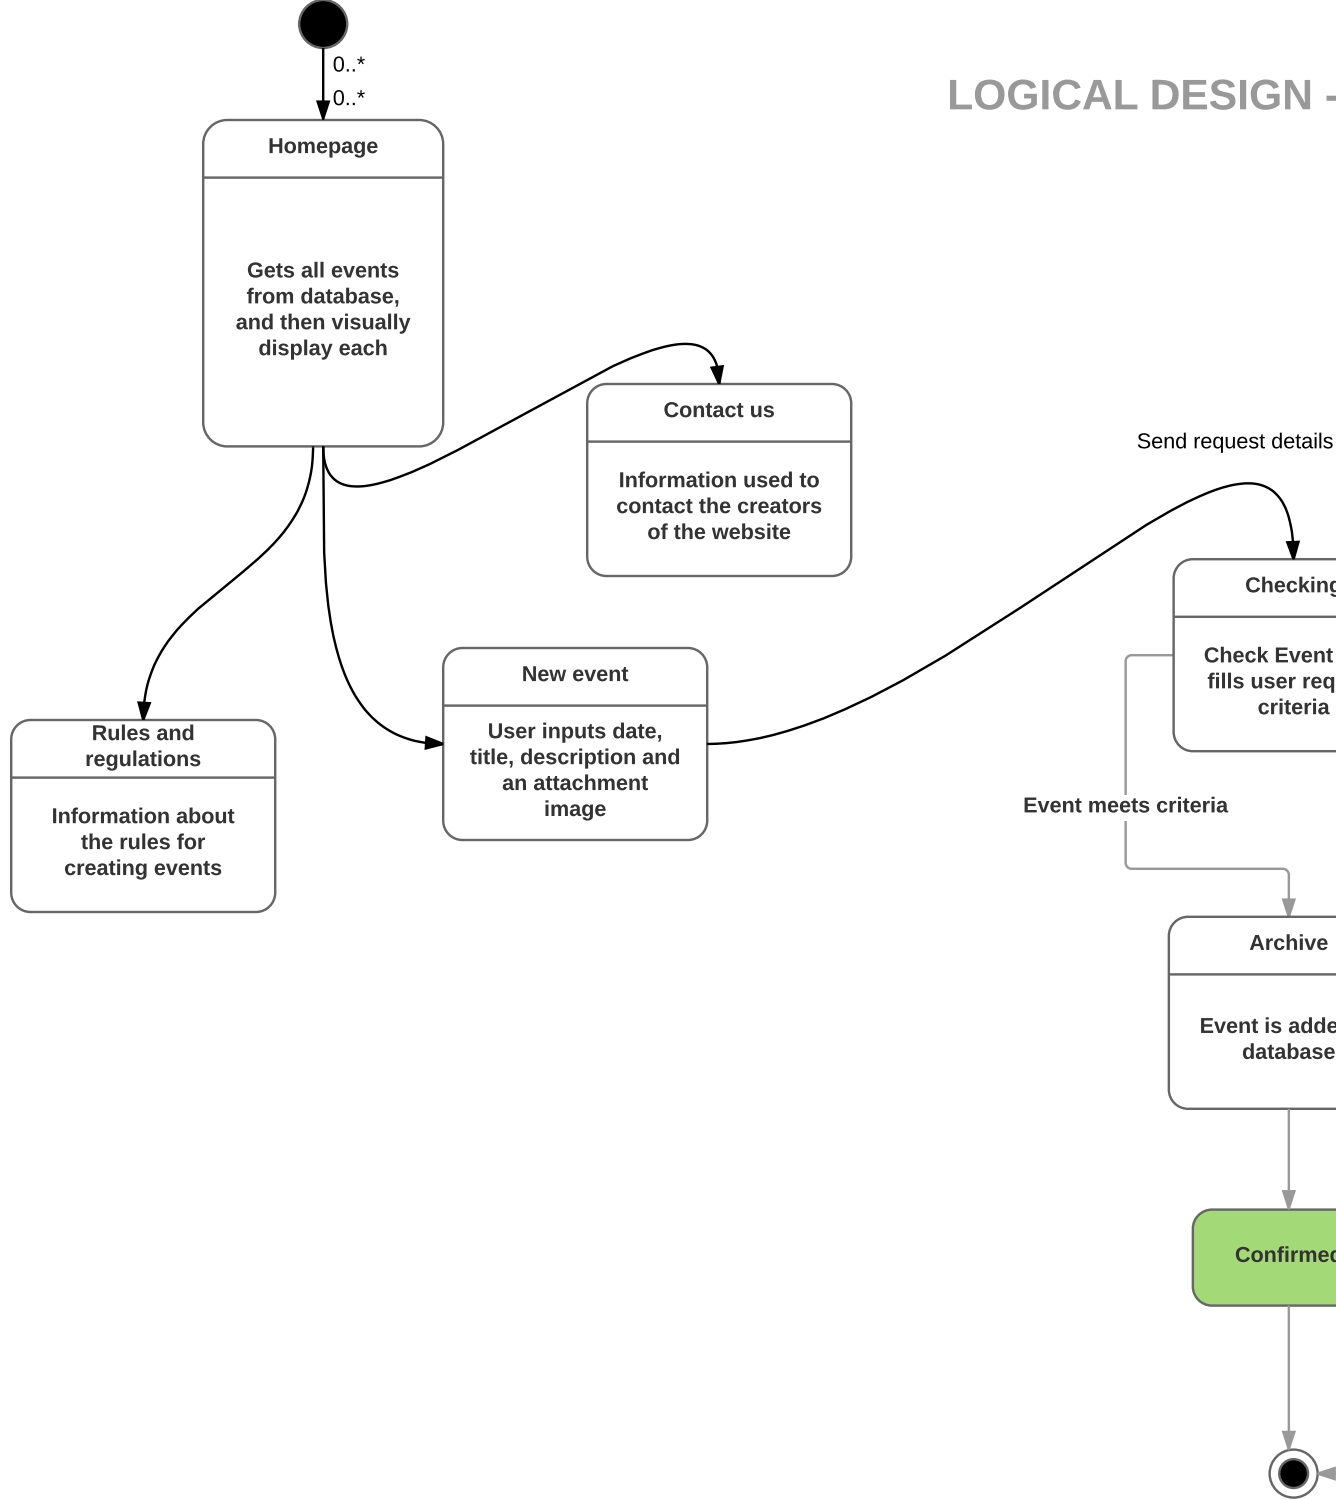 0..*
0..*
LOGICAL DESIGN -
Homepage
Gets all events
from database,
and then visually
display each
Contact us
Information used to
contact the creators
of the website
Send request details
Checking
Check Event
fills user req
criteria
New event
User inputs date,
title, description and
an attachment
image
Rules and
regulations
Information about
the rules for
creating events
Event meets criteria
Archive
Event is adde
database
Confirmed